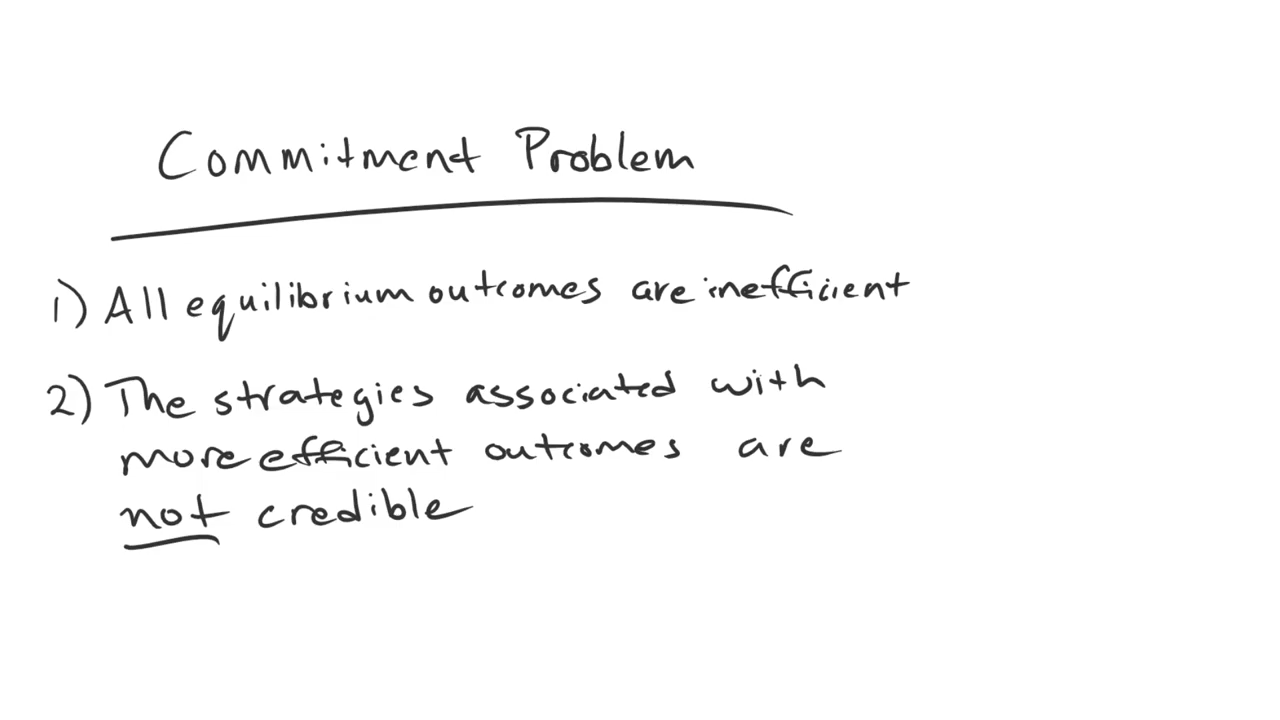 Commitment Problem
1) All equilibrium outcomes are inefficient
2) The strategies associated with
more efficient outcomes are
not credible